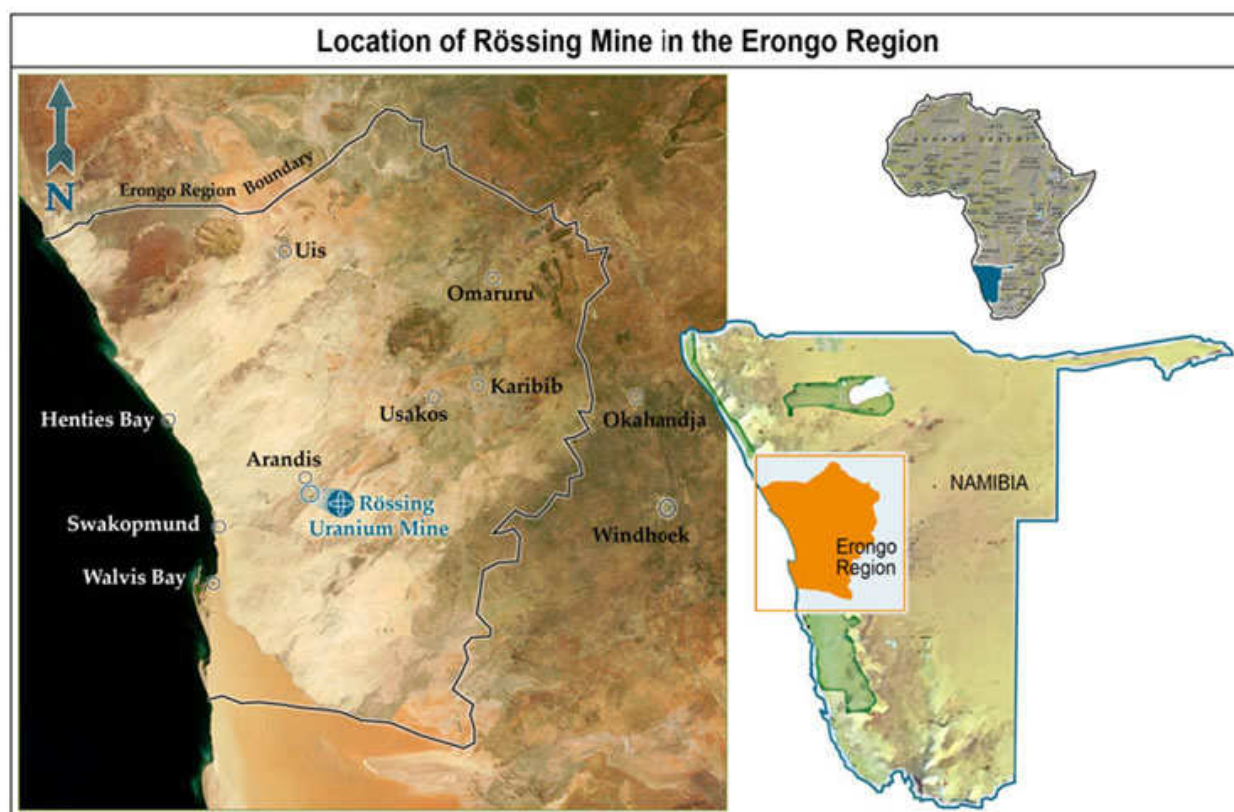 Location of Rössing Mine in the Erongo Region
N
Erongo Region Boundary
Uis
Omaruru
Karibib
Usakos
Okahandja
Henties Bay
Arandis
Rössing
Uranium Mine
Swakopmund
Windhoek
Walvis Bay
NAMIBIA
Erongo
Region